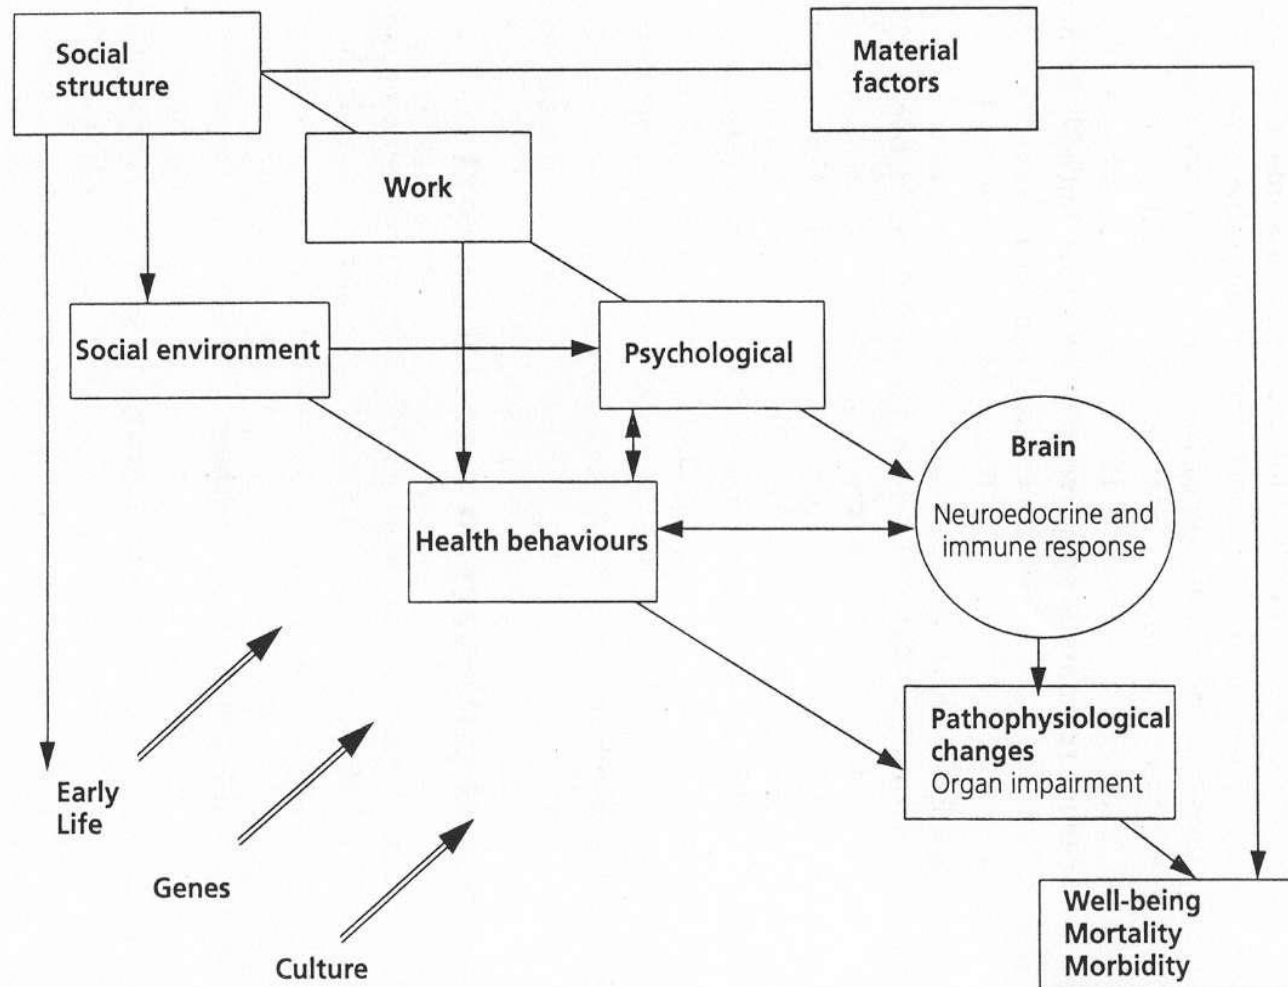 Social
structure
Material
factors
Work
Social environment
Psychological
Brain
Neuroedocrine and
immune response
Health behaviours
Pathophysiological
changes
Organ impairment
Early
Life
Genes
Culture
Well-being
Mortality
Morbidity